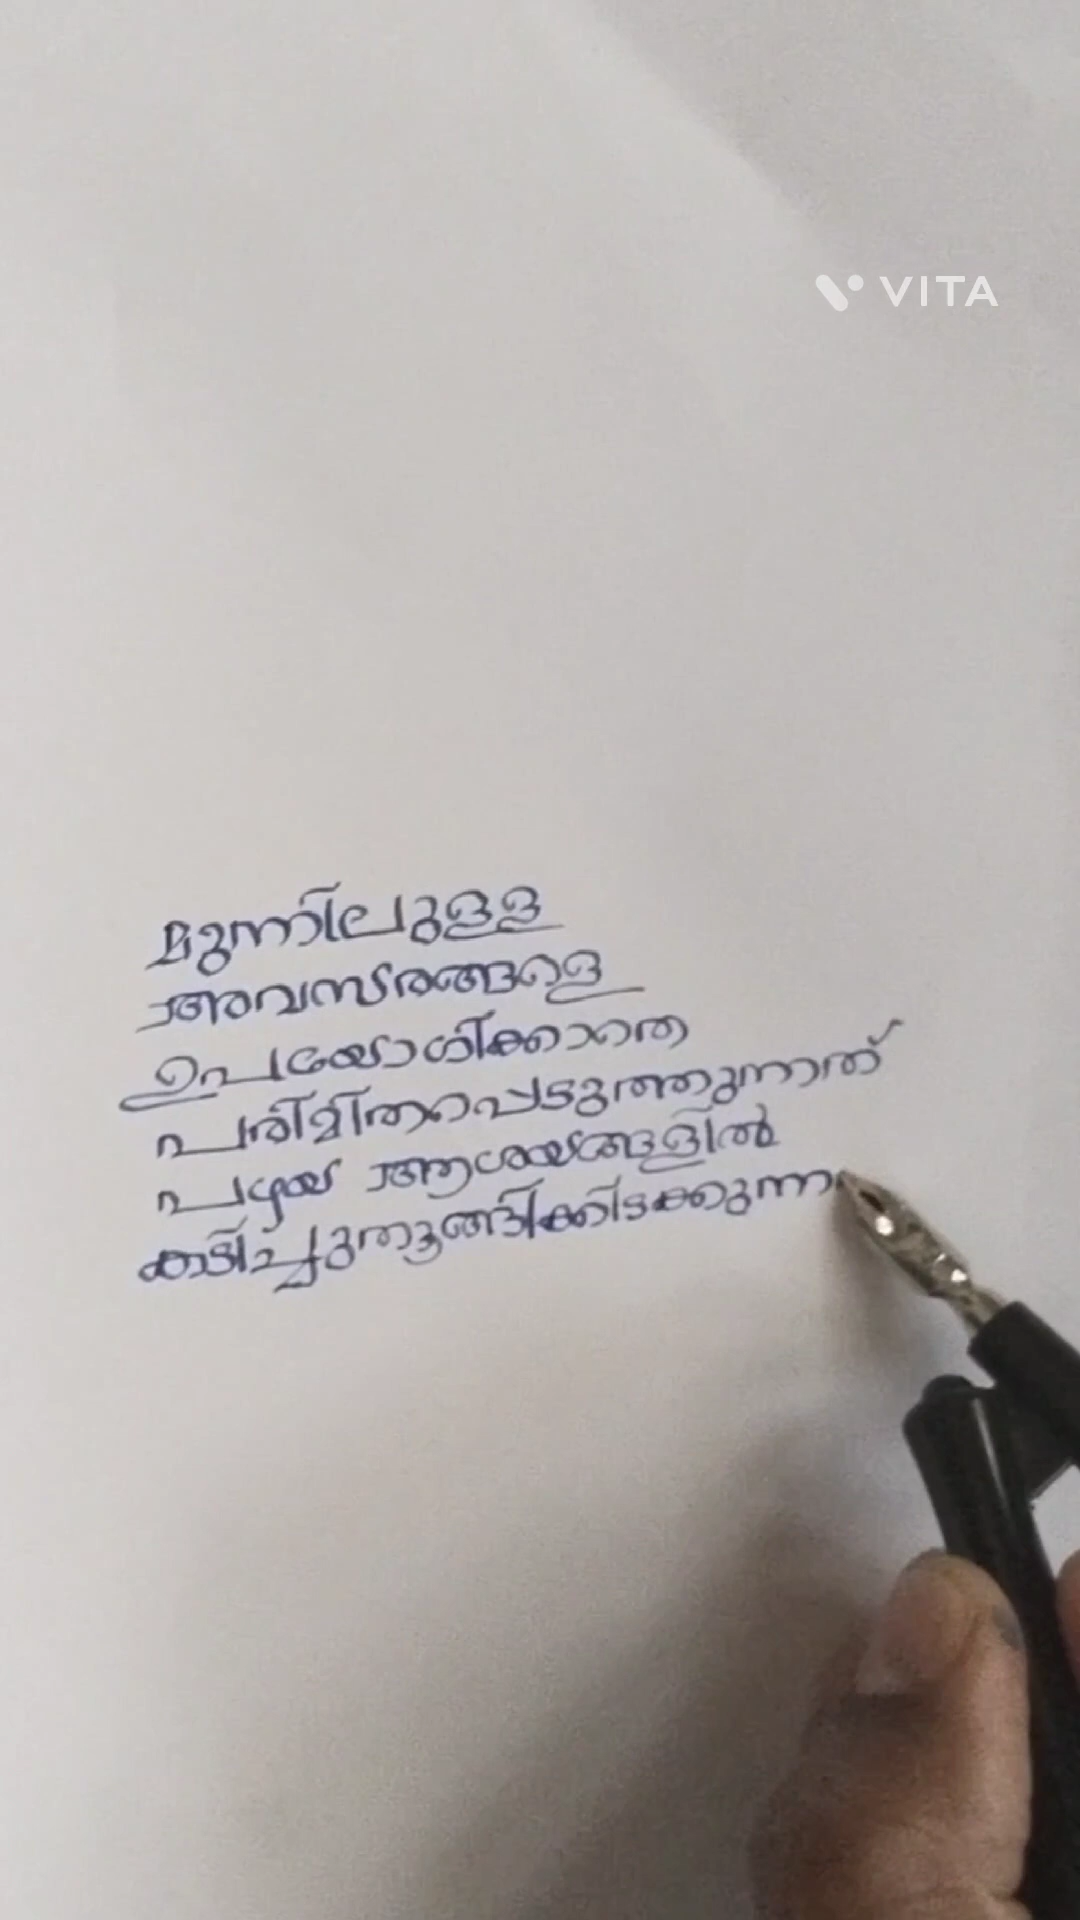 VITA
മുന്നിലുള്ള
അവസരങ്ങളെ
ഉപയോഗിക്കാതെ
പരിമിതപ്പെടുത്തുന്നത്
പഴയ ആശയങ്ങളിൽ
കടിച്ചുതൂങ്ങിക്കിടക്കുന്ന